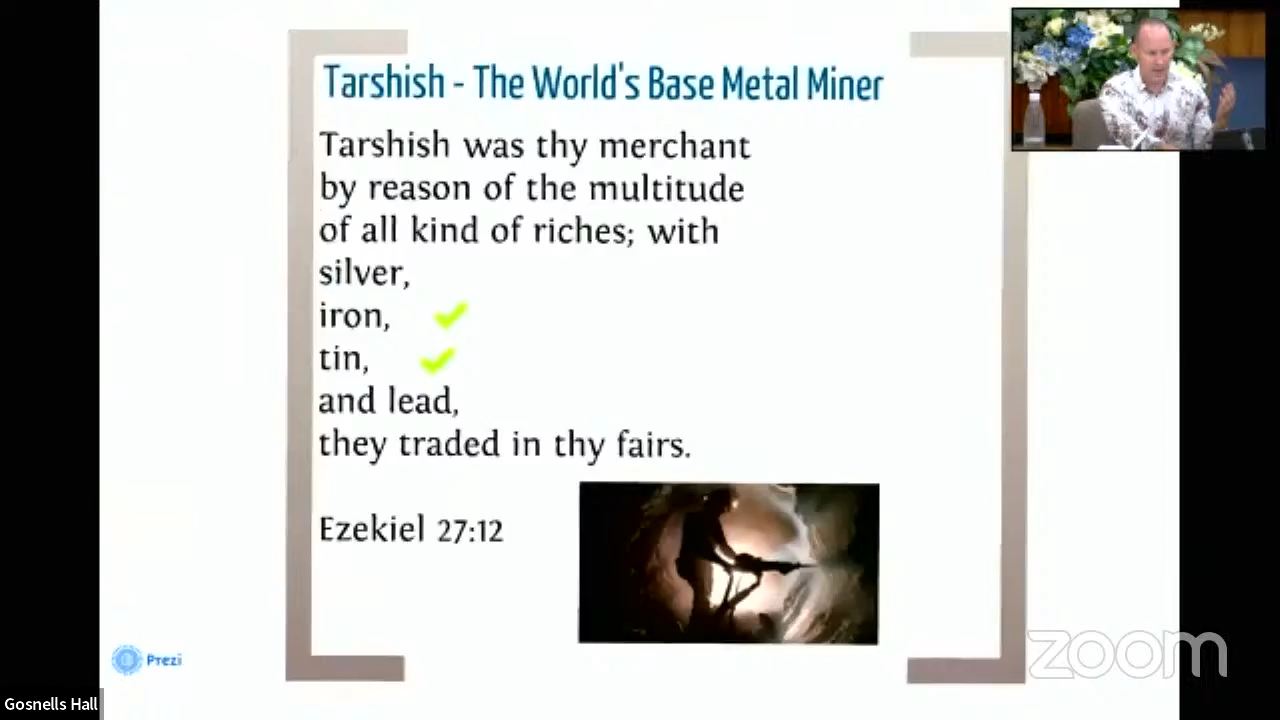 Tarshish - The World's Base Metal Miner
Tarshish was thy merchant
by reason of the multitude
of all kind of riches; with
silver,
iron,
tin,
and lead,
they traded in thy fairs.
Ezekiel 27:12
Prezi
zoom
Gosnells Hall